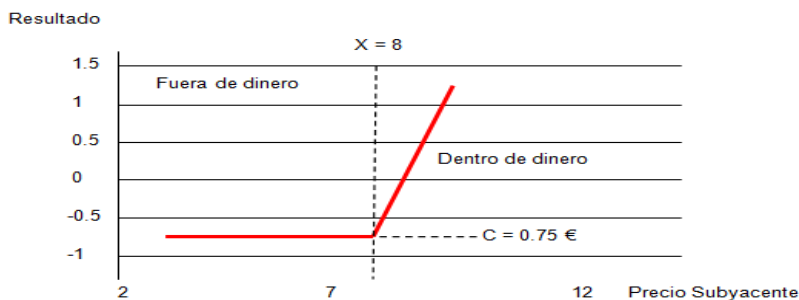 Resultado
X = 8
1.5
Fuera de dinero
1
0.5
Dentro de dinero
0
-0.5
C = 0.75 €
-1
2 7 12 Precio Subyacente